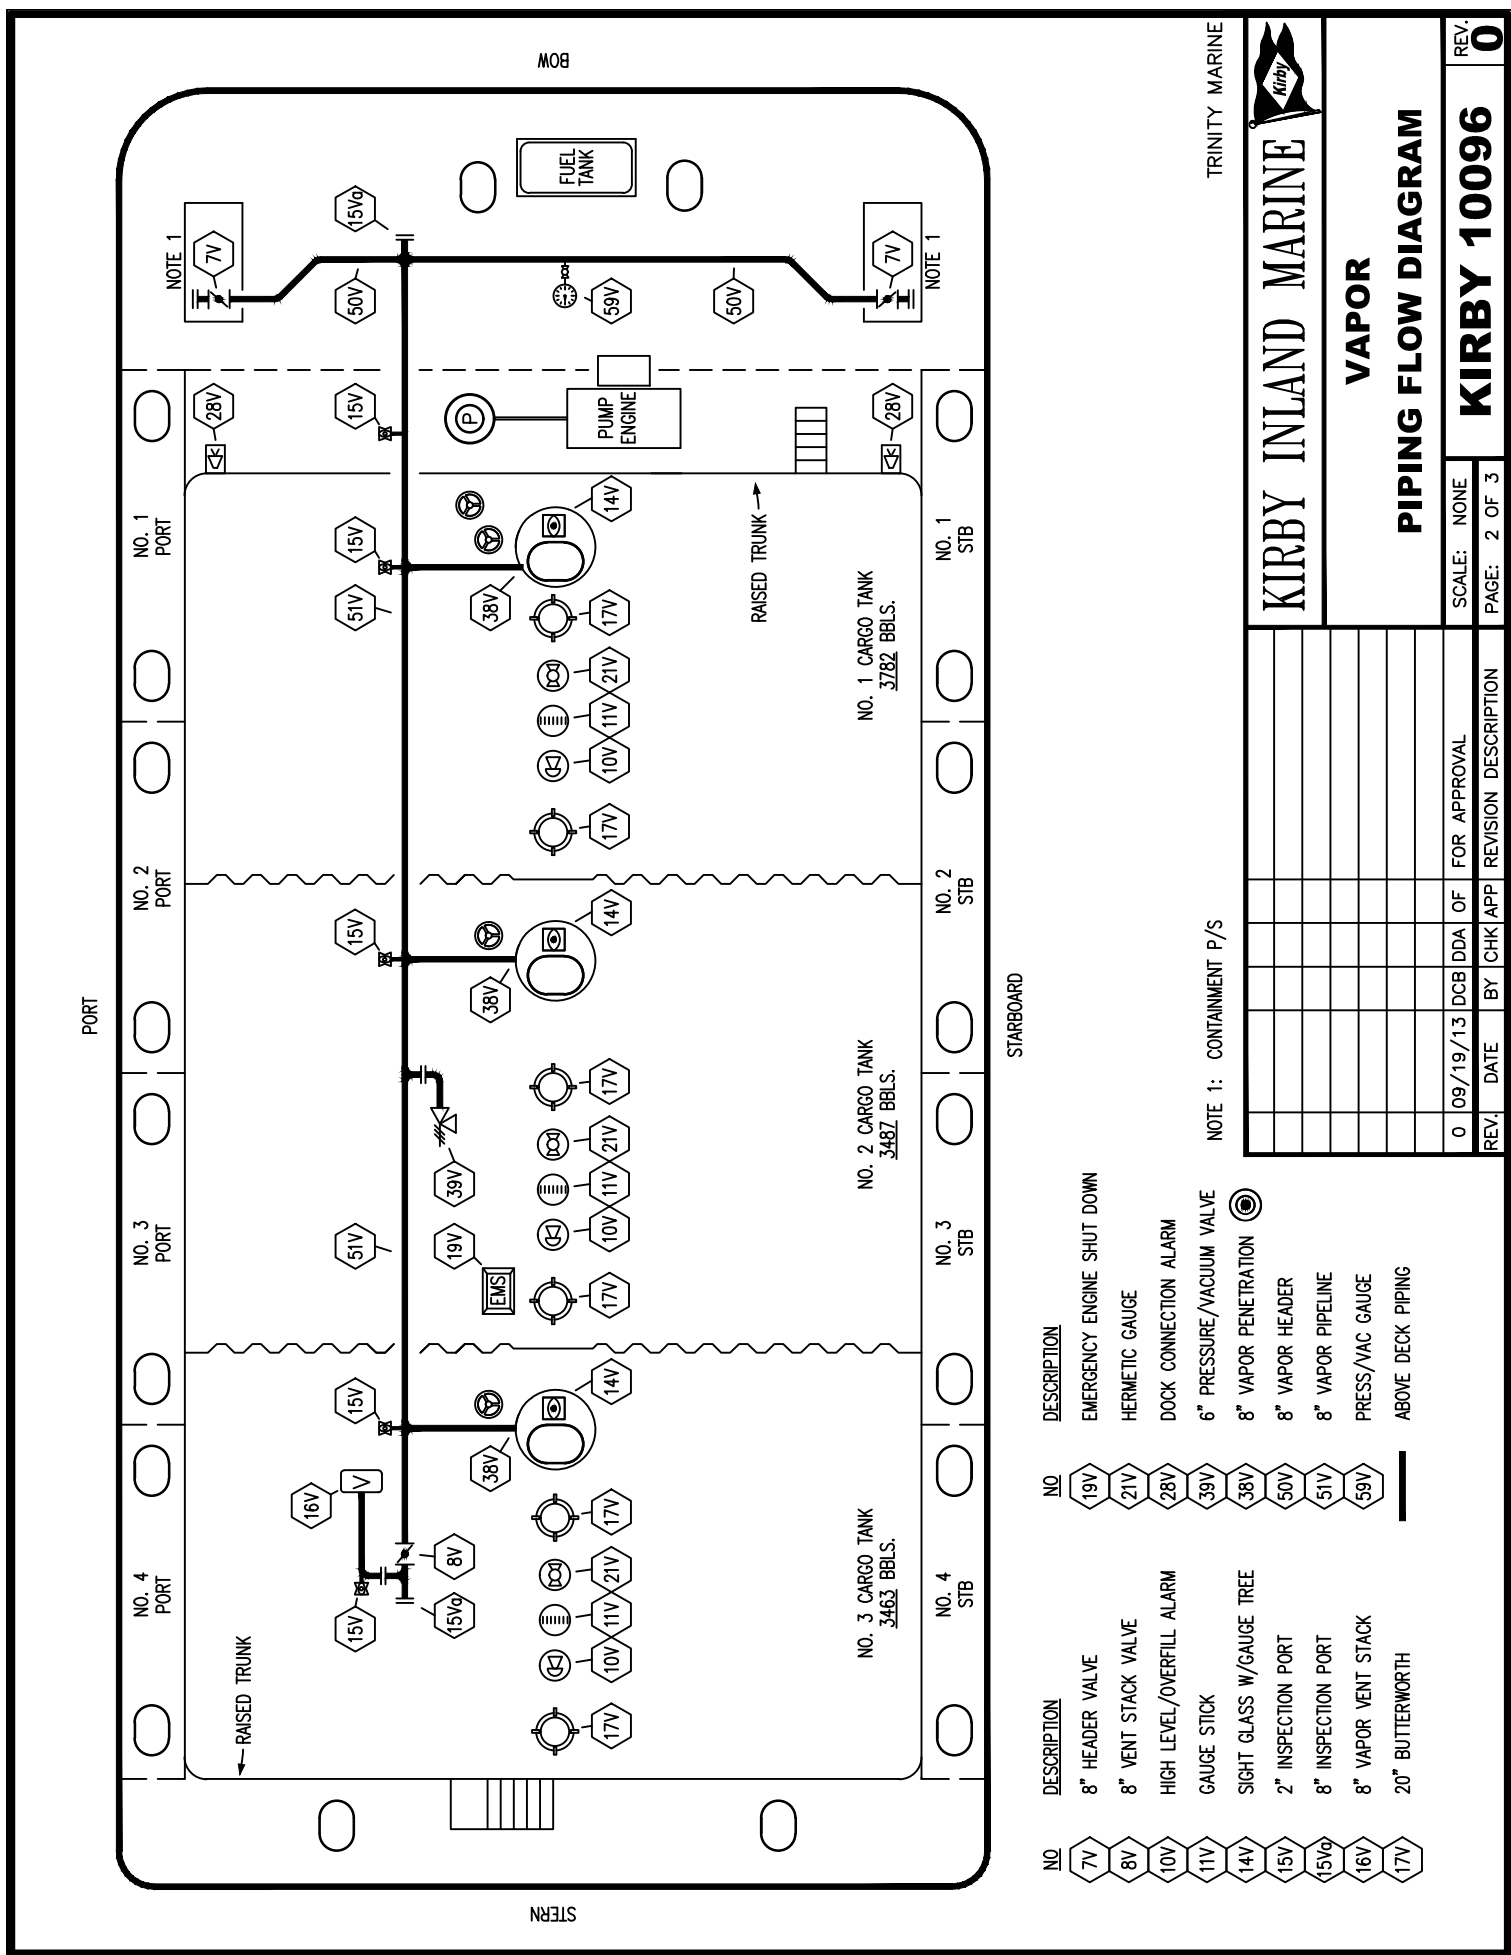 PORT
STERN
BOW
STARBOARD
RAISED TRUNK
NO. 4
PORT
NO. 3
PORT
NO. 2
PORT
NO. 1
PORT
NOTE 1
7V
16V
V
15V
15V
51V
15V
51V
15V
15V
15Va
50V
28V
15Va
8V
19V
EMS
39V
38V
38V
38V
P
PUMP
ENGINE
FUEL
TANK
59V
50V
17V
10V
11V
21V
17V
14V
17V
10V
11V
21V
17V
14V
17V
10V
11V
21V
17V
14V
RAISED TRUNK
28V
7V
NOTE 1
NO. 3 CARGO TANK
3463 BBLS.
NO. 2 CARGO TANK
3487 BBLS.
NO. 1 CARGO TANK
3782 BBLS.
NO. 4
STB
NO. 3
STB
NO. 2
STB
NO. 1
STB
NO DESCRIPTION
7V 8" HEADER VALVE
8V 8" VENT STACK VALVE
10V HIGH LEVEL/OVERFILL ALARM
11V GAUGE STICK
14V SIGHT GLASS W/GAUGE TREE
15V 2" INSPECTION PORT
15Va 8" INSPECTION PORT
16V 8" VAPOR VENT STACK
17V 20" BUTTERWORTH
NO DESCRIPTION
19V EMERGENCY ENGINE SHUT DOWN
21V HERMETIC GAUGE
28V DOCK CONNECTION ALARM
39V 6" PRESSURE/VACUUM VALVE
38V 8" VAPOR PENETRATION
50V 8" VAPOR HEADER
51V 8" VAPOR PIPELINE
59V PRESS/VAC GAUGE
ABOVE DECK PIPING
NOTE 1: CONTAINMENT P/S
TRINITY MARINE
0 09/19/13 DCB DDA OF FOR APPROVAL
REV. DATE BY CHK APP REVISION DESCRIPTION
KIRBY INLAND MARINE
Kirby
VAPOR
PIPING FLOW DIAGRAM
SCALE: NONE
PAGE: 2 OF 3
KIRBY 10096
REV.
0